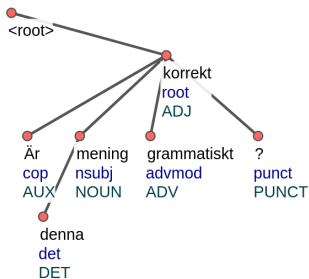 <root>
korrekt
root
ADJ
Är
cop
AUX
mening
nsubj
NOUN
grammatiskt
advmod
ADV
?
punct
PUNCT
denna
det
DET